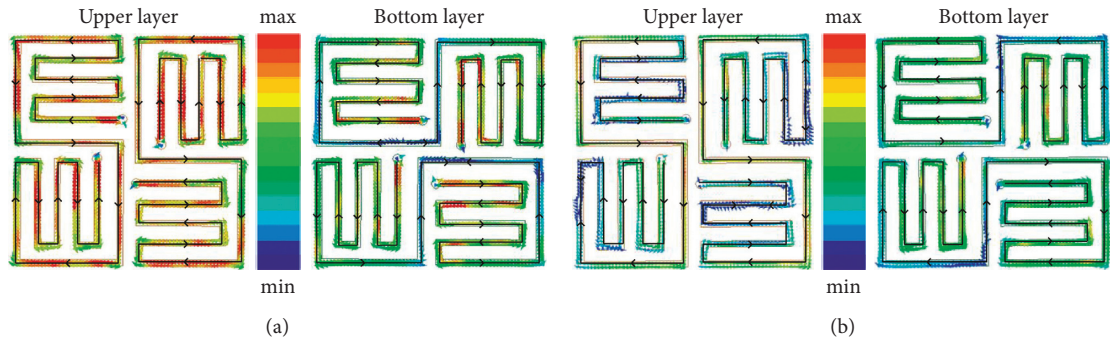 Upper layer
max
Bottom layer
Upper layer
max
Bottom layer
min
min
(a)
(b)